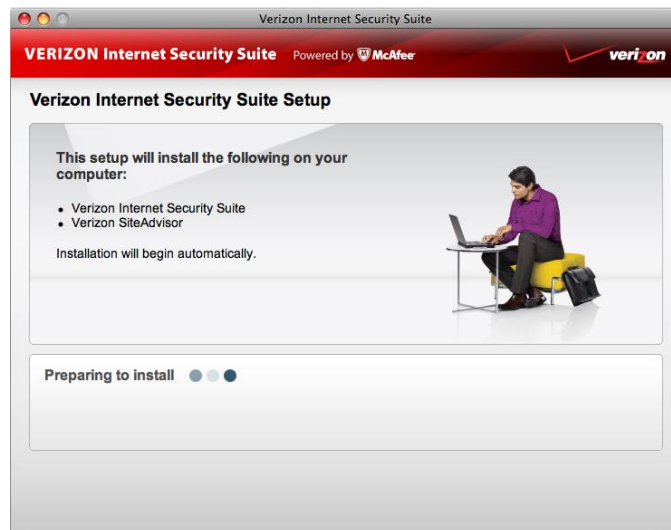 Verizon Internet Security Suite
VERIZON Internet Security Suite Powered by McAfee
verizon
Verizon Internet Security Suite Setup
This setup will install the following on your
computer:
• Verizon Internet Security Suite
• Verizon SiteAdvisor
Installation will begin automatically.
Preparing to install